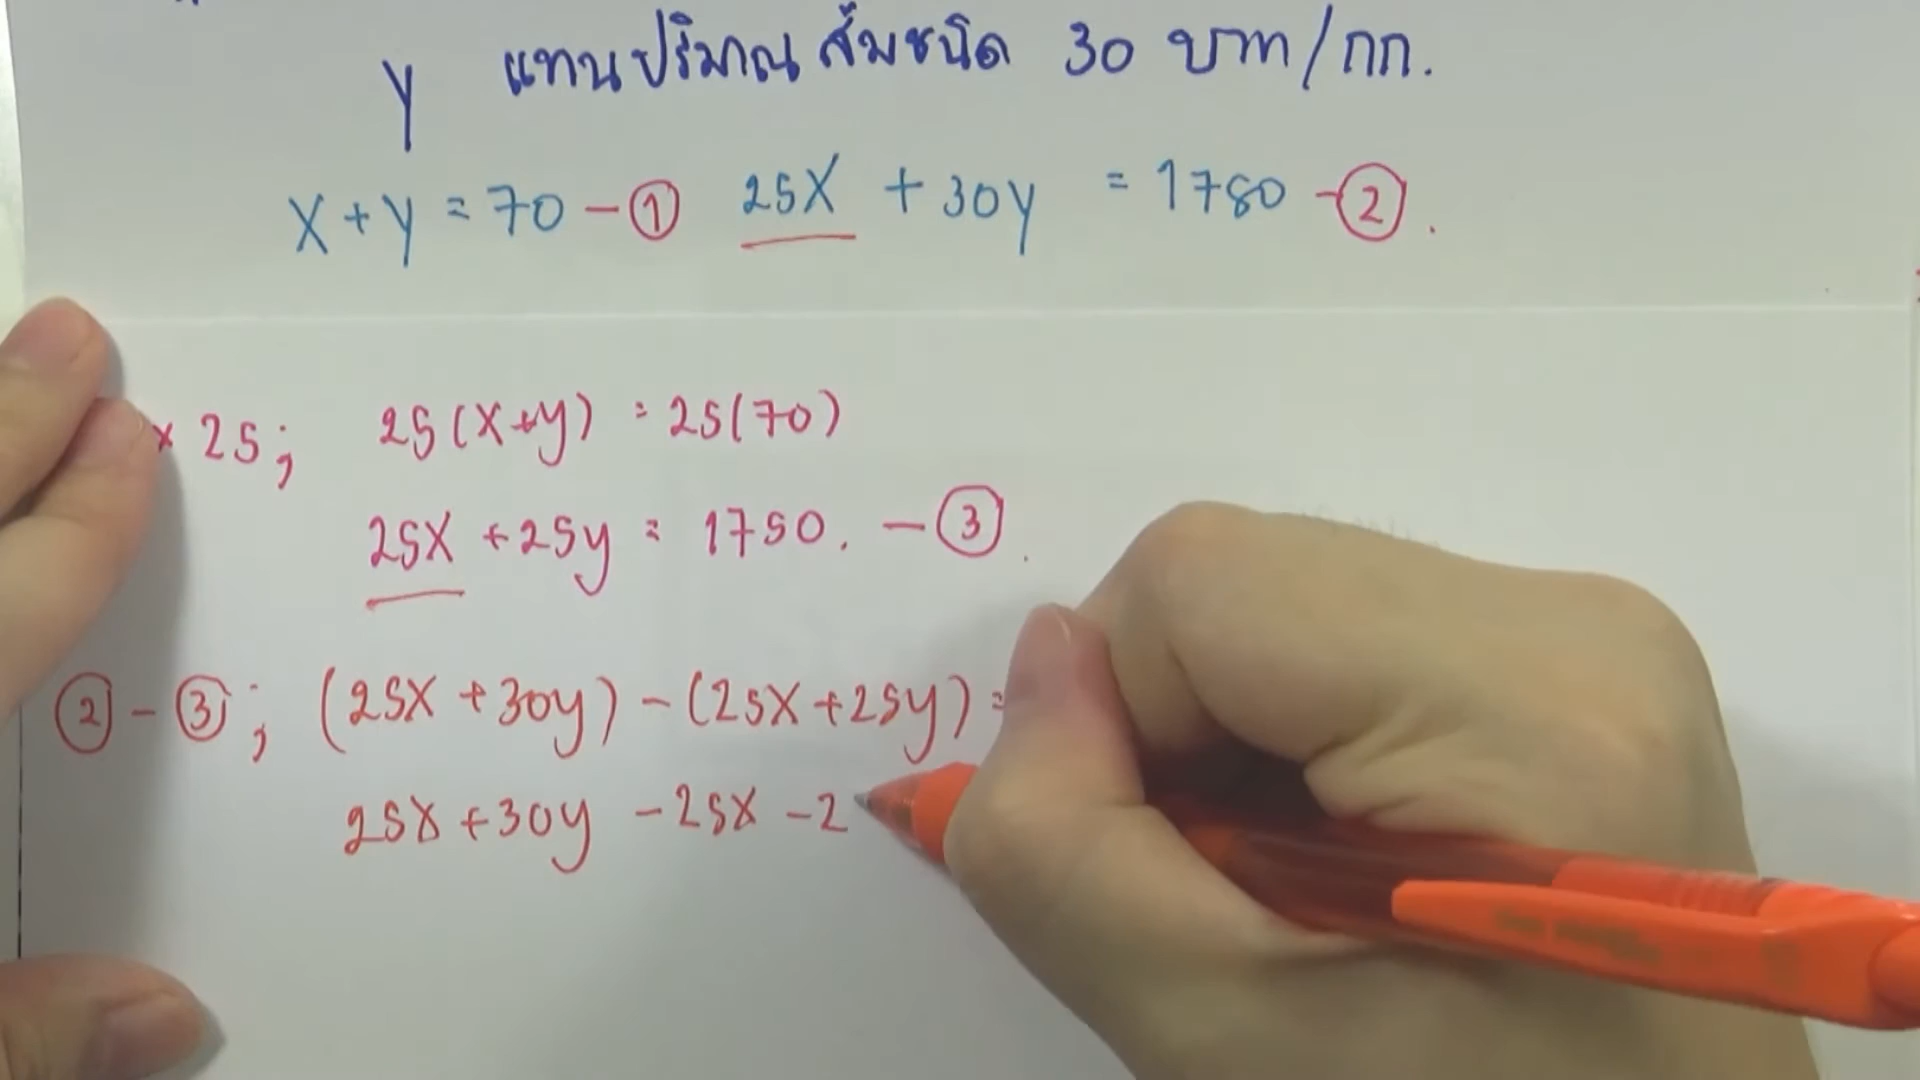 y แทนปริมาณส้มชนิด 30 บาท/กก.
x+y = 70 - ① 25x + 30y = 1780 - ② .
× 25; 25(x+y) = 25(70)
25x + 25y = 1750. - ③
② - ③; (25x + 30y) - (25x + 25y) =
25x + 30y - 25x - 2